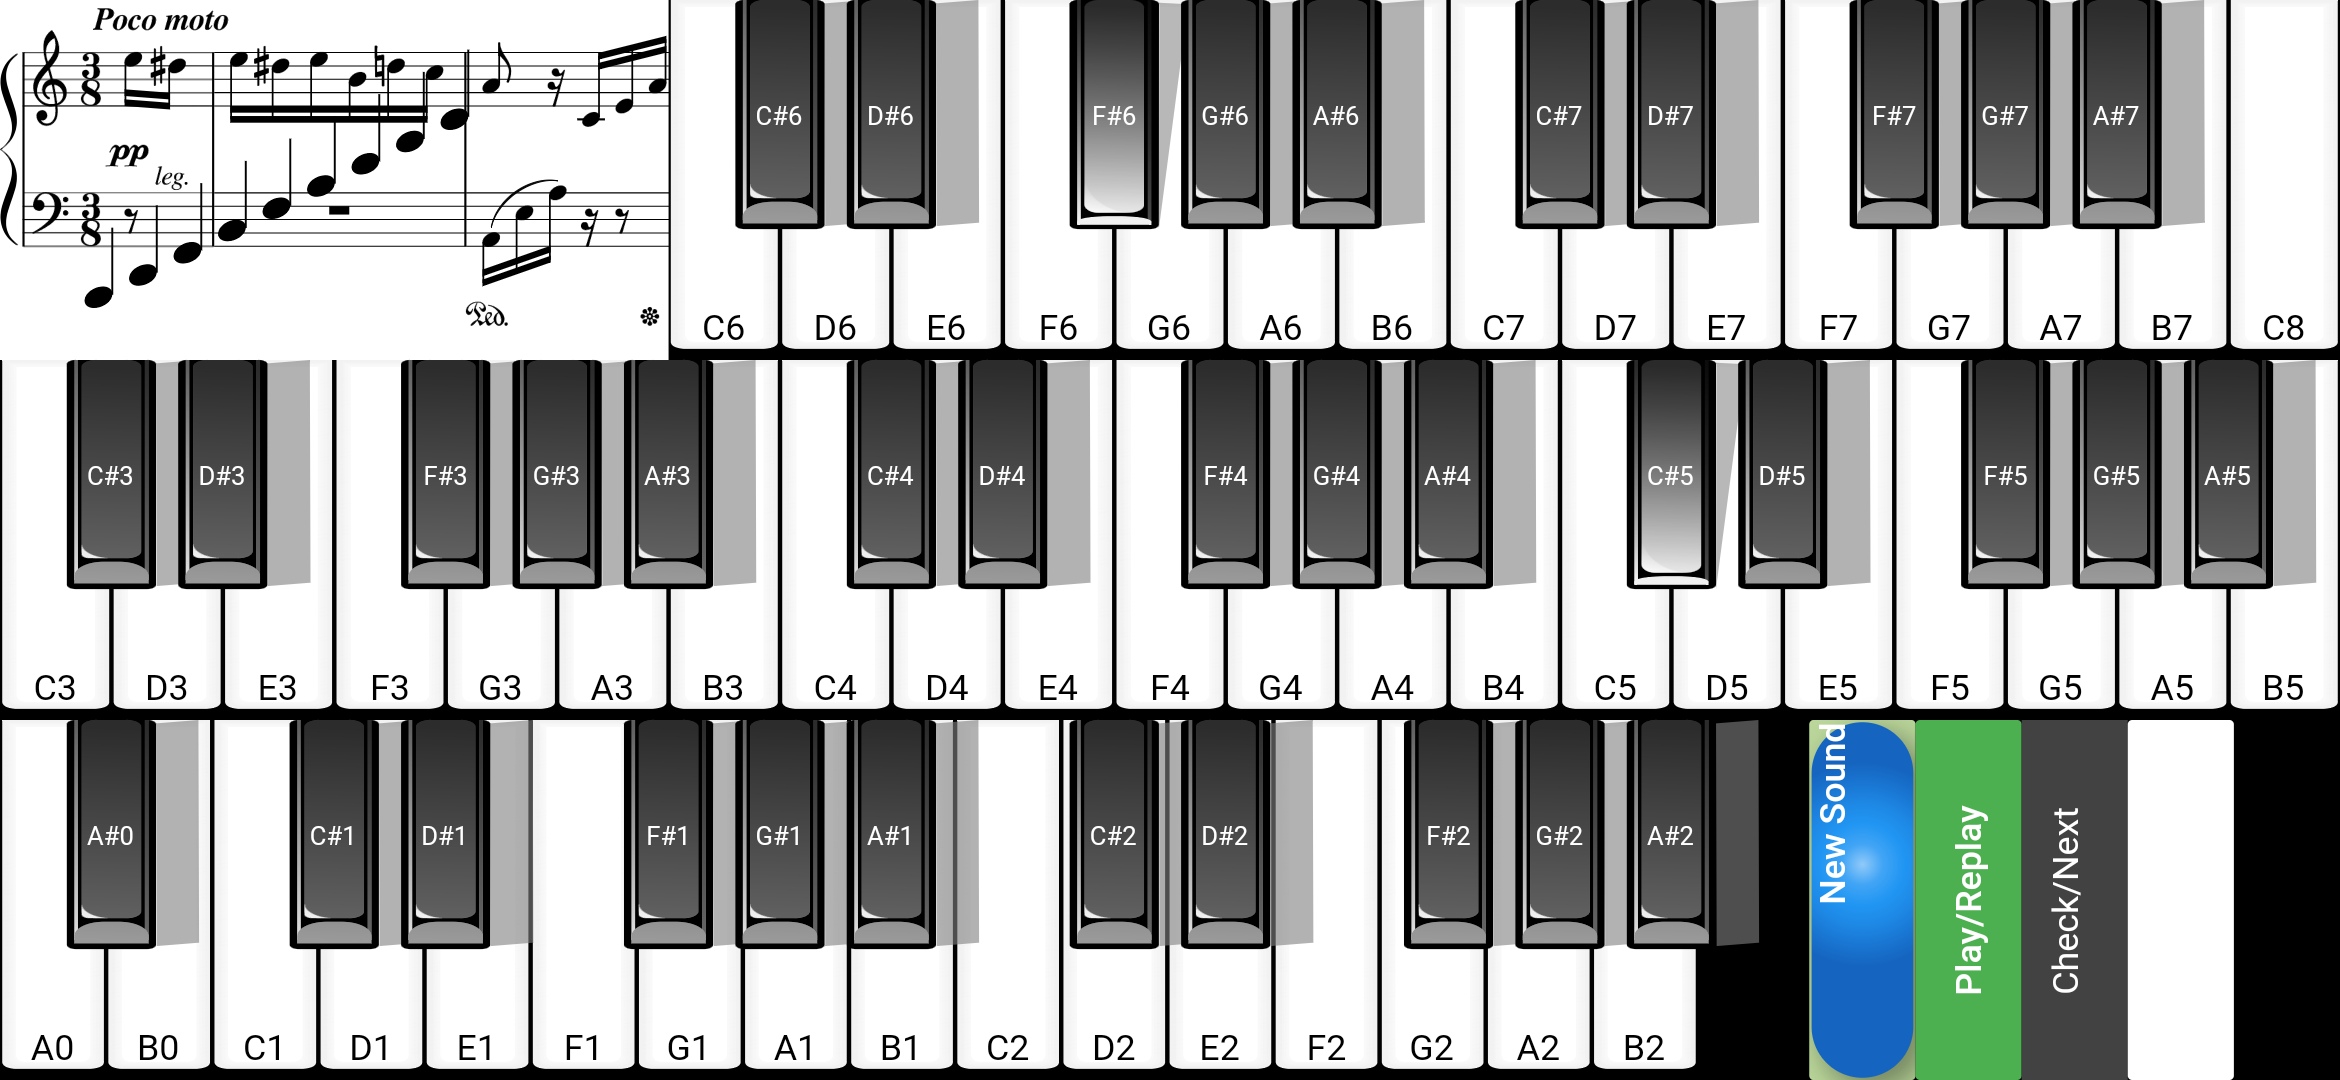 Poco moto
3
8
pp
leg.
3
8
Ped.
C#6 D#6 F#6 G#6 A#6 C#7 D#7 F#7 G#7 A#7
C6 D6 E6 F6 G6 A6 B6 C7 D7 E7 F7 G7 A7 B7 C8
C#3 D#3 F#3 G#3 A#3 C#4 D#4 F#4 G#4 A#4 C#5 D#5 F#5 G#5 A#5
C3 D3 E3 F3 G3 A3 B3 C4 D4 E4 F4 G4 A4 B4 C5 D5 E5 F5 G5 A5 B5
A#0 C#1 D#1 F#1 G#1 A#1 C#2 D#2 F#2 G#2 A#2
A0 B0 C1 D1 E1 F1 G1 A1 B1 C2 D2 E2 F2 G2 A2 B2
New Sound
Play/Replay
Check/Next